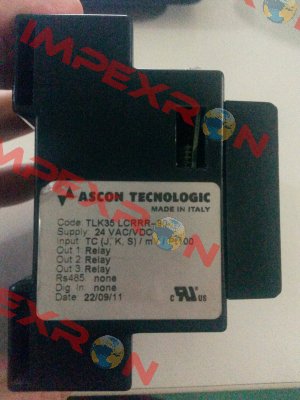 ASCON TECNOLOGIC
MADE IN ITALY
Code: TLK35 LCRRR-
Supply: 24 VAC/VDC
Input: TC (J, K, S) /
Out 1: Relay
Out 2: Relay
Out 3: Relay
Rs485: none
Dig In: none
Date: 22/09/11
C US
IMPEXRON
IMPEXRON